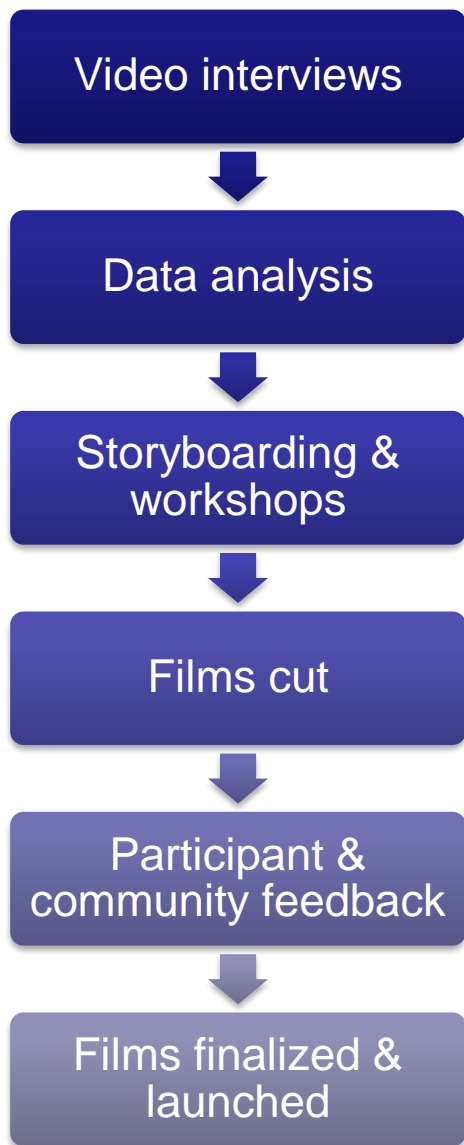 Video interviews
Data analysis
Storyboarding &
workshops
Films cut
Participant &
community feedback
Films finalized &
launched